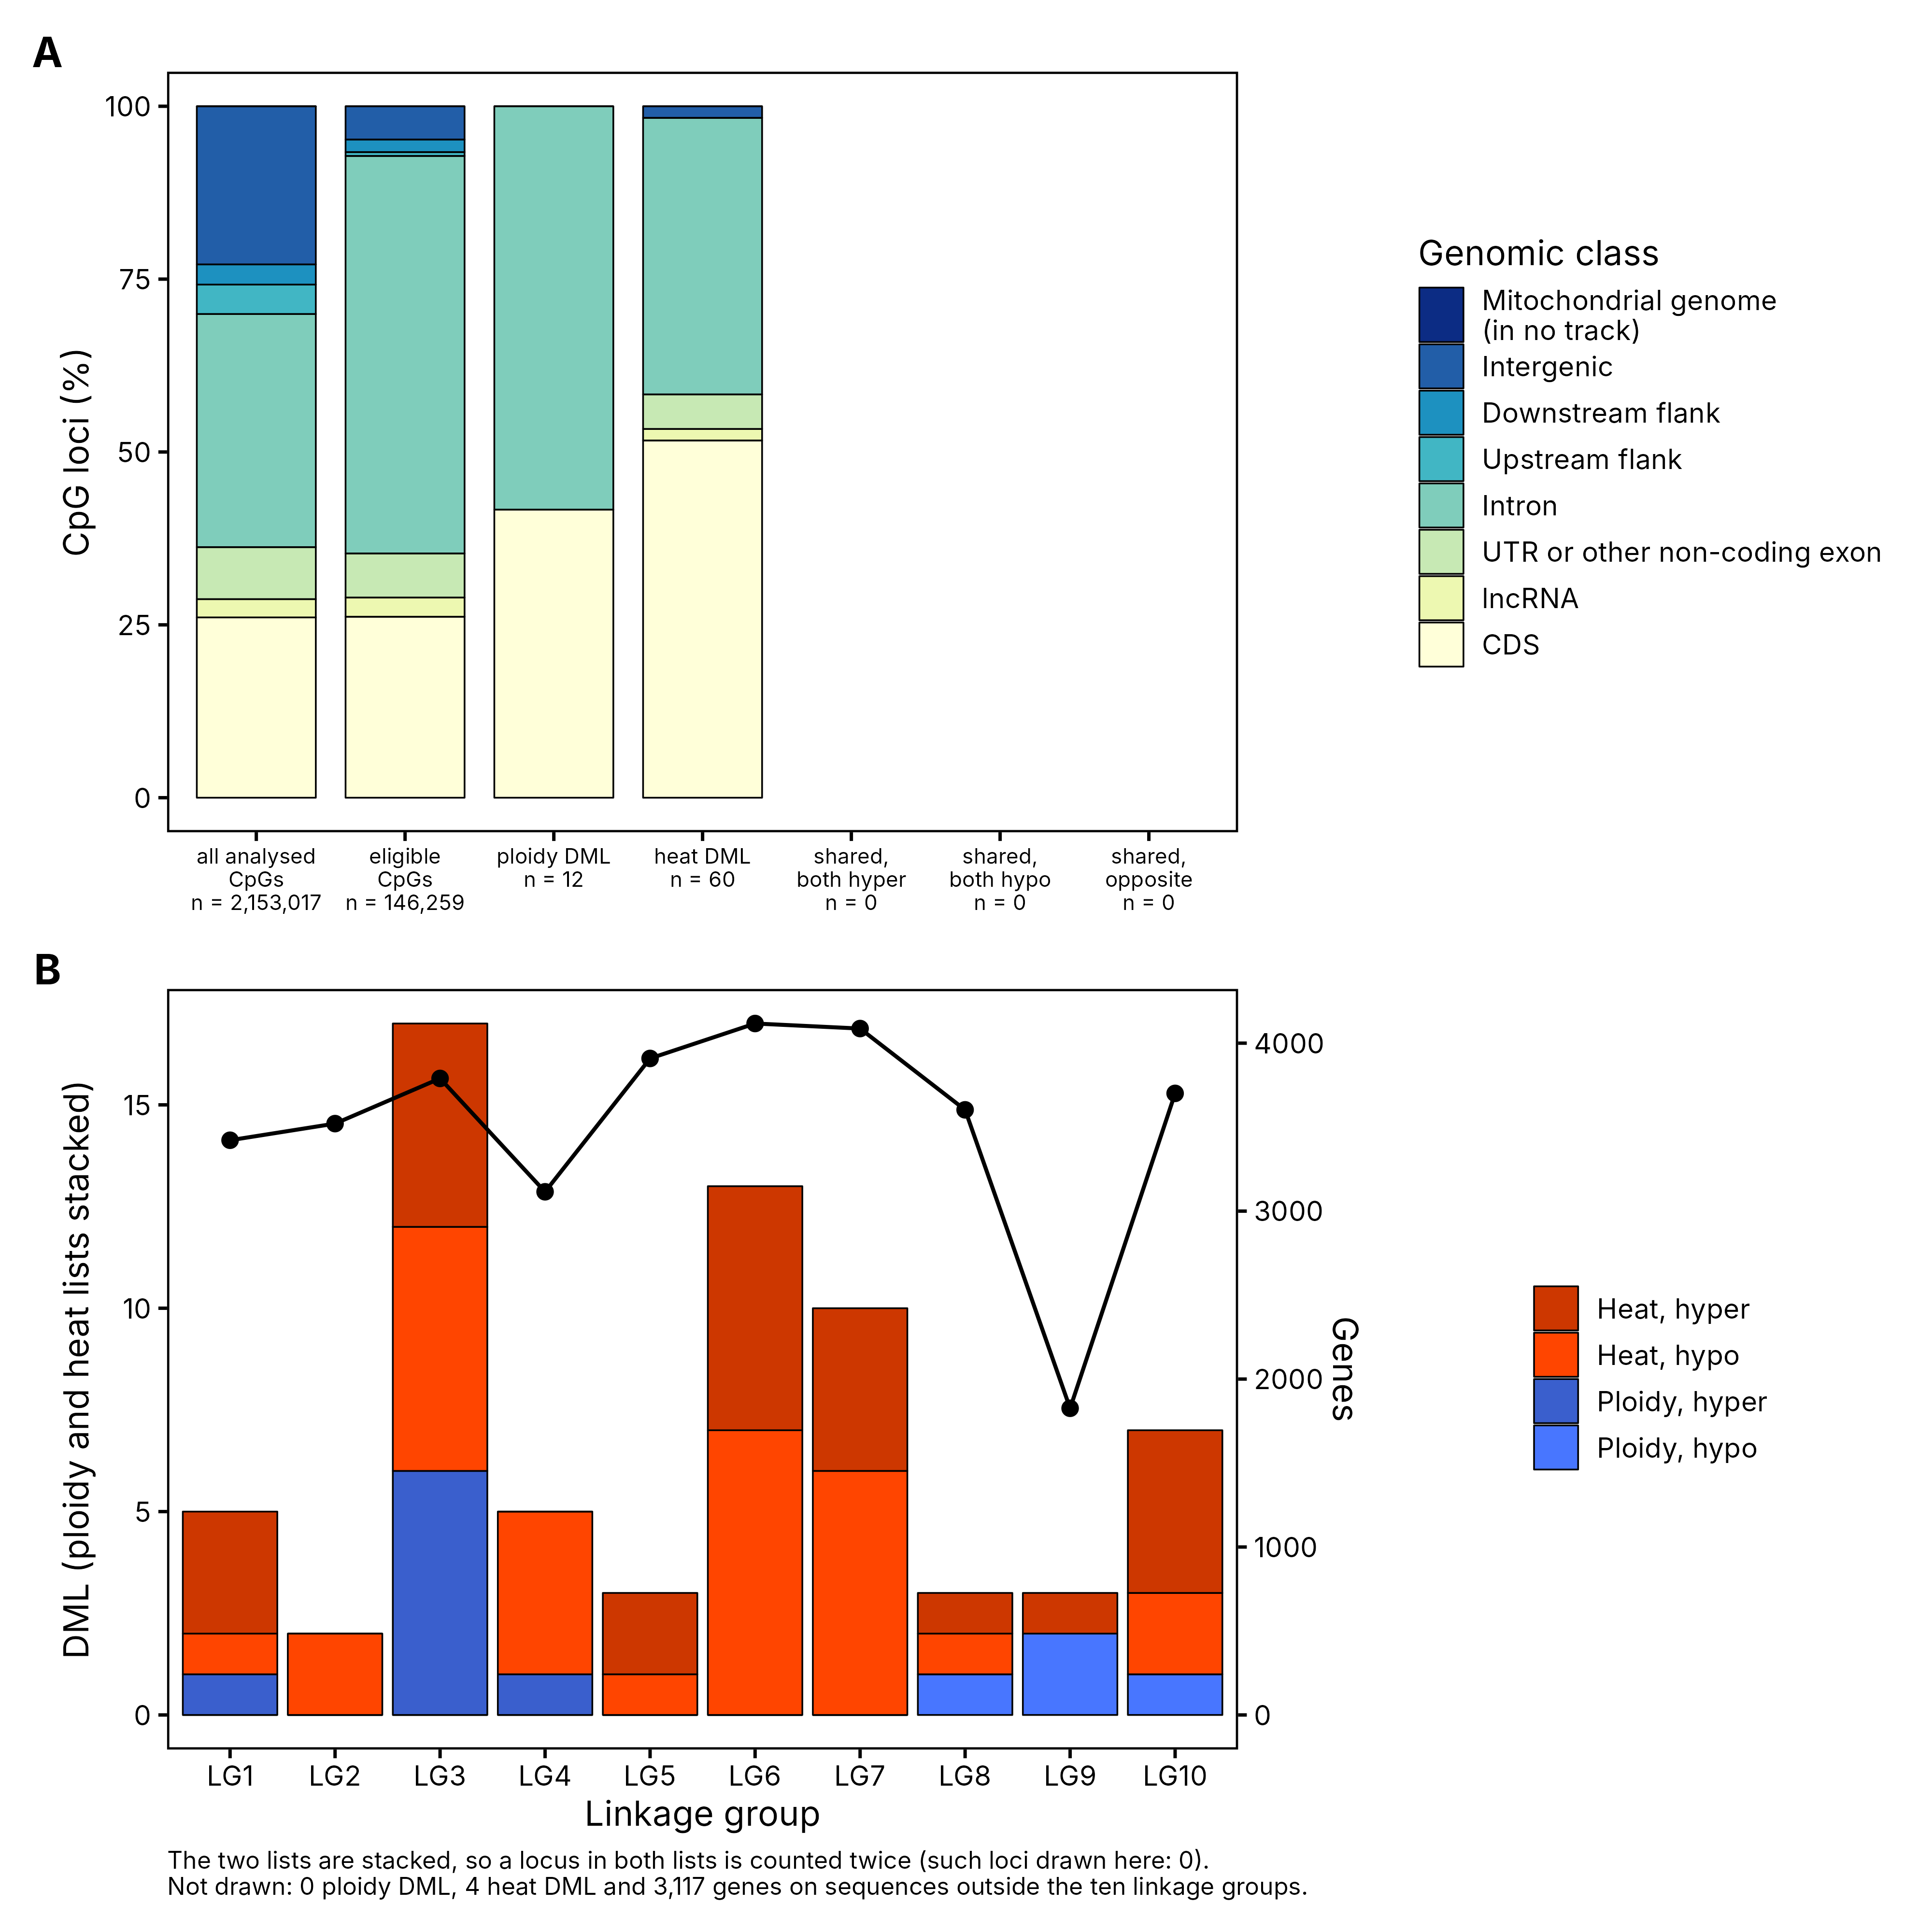 A
CpG loci (%)
100
75
50
25
0
all analysed
CpGs
n = 2,153,017
eligible
CpGs
n = 146,259
ploidy DML
n = 12
heat DML
n = 60
shared,
both hyper
n = 0
shared,
both hypo
n = 0
shared,
opposite
n = 0
Genomic class
Mitochondrial genome
(in no track)
Intergenic
Downstream flank
Upstream flank
Intron
UTR or other non-coding exon
lncRNA
CDS
B
DML (ploidy and heat lists stacked)
15
10
5
0
4000
3000
2000
1000
0
Genes
LG1
LG2
LG3
LG4
LG5
LG6
LG7
LG8
LG9
LG10
Linkage group
Heat, hyper
Heat, hypo
Ploidy, hyper
Ploidy, hypo
The two lists are stacked, so a locus in both lists is counted twice (such loci drawn here: 0).
Not drawn: 0 ploidy DML, 4 heat DML and 3,117 genes on sequences outside the ten linkage groups.